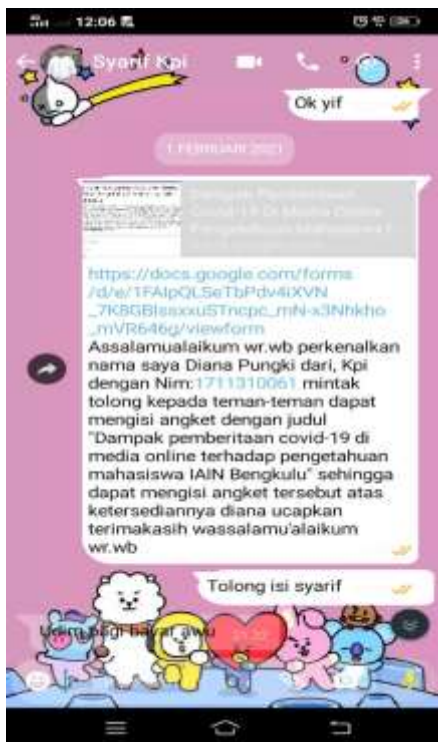 12:06
Syarif Kpi
Ok yif
1 FEBRUARI 2021
https://docs.google.com/forms
/d/e/1FAIpQLSeTbPdv4iXVN
_7K8GBIssxxuSTncpc_mN-x3Nhkho
_mVR646g/viewform
Assalamualaikum wr.wb perkenalkan
nama saya Diana Pungki dari, Kpi
dengan Nim:1711310061 mintak
tolong kepada teman-teman dapat
mengisi angket dengan judul
"Dampak pemberitaan covid-19 di
media online terhadap pengetahuan
mahasiswa IAIN Bengkulu" sehingga
dapat mengisi angket tersebut atas
ketersediannya diana ucapkan
terimakasih wassalamu'alaikum
wr.wb
Tolong isi syarif